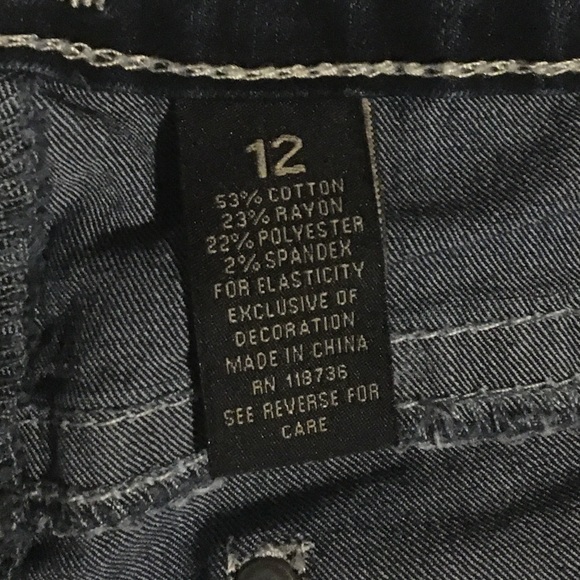 12
53% COTTON
23% RAYON
22% POLYESTER
2% SPANDEX
FOR ELASTICITY
EXCLUSIVE OF
DECORATION
MADE IN CHINA
RN 116736
SEE REVERSE FOR
CARE